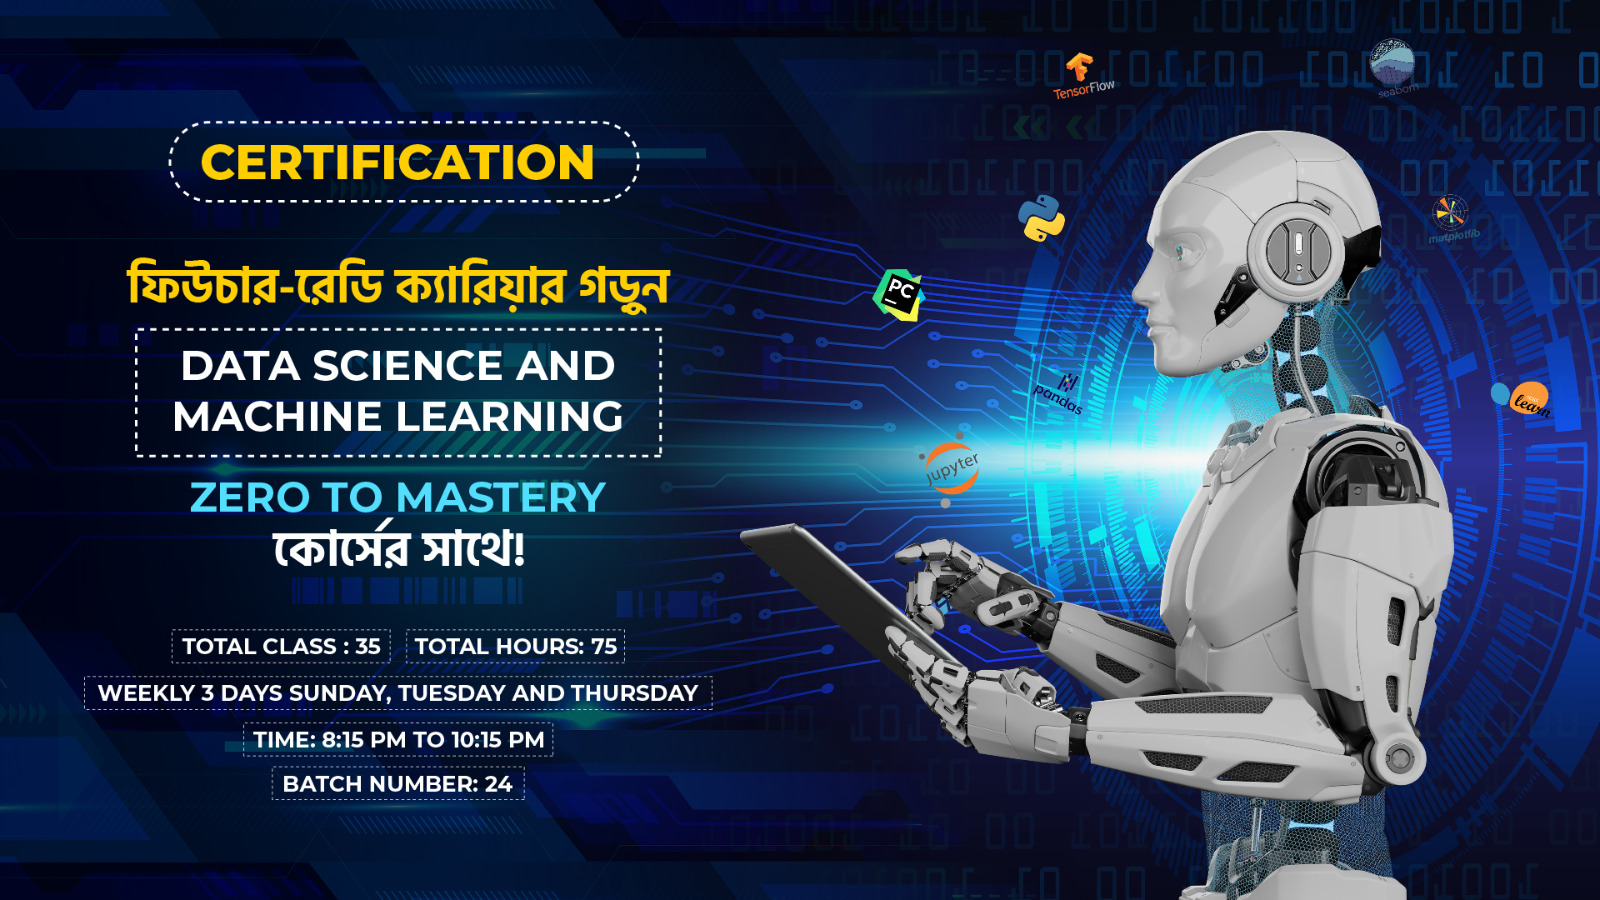 CERTIFICATION
ফিউচার-রেডি ক্যারিয়ার গড়ুন
DATA SCIENCE AND
MACHINE LEARNING
ZERO TO MASTERY
কোর্সের সাথে!
TOTAL CLASS : 35
TOTAL HOURS: 75
WEEKLY 3 DAYS SUNDAY, TUESDAY AND THURSDAY
TIME: 8:15 PM TO 10:15 PM
BATCH NUMBER: 24
TensorFlow
seaborn
matplotlib
PC
pandas
learn
jupyter